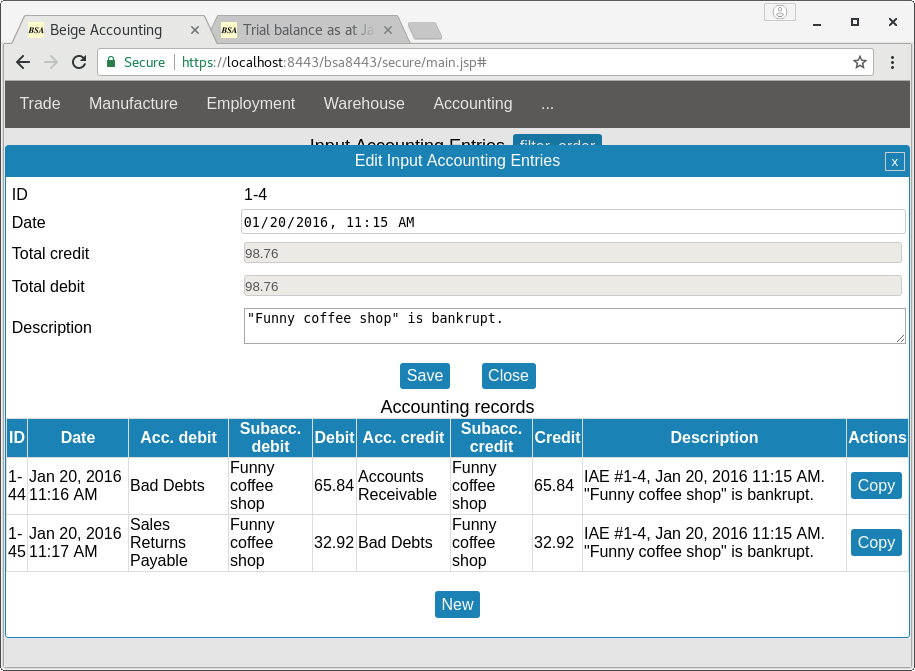 BSA Beige Accounting
BSA Trial balance as at Ja
Secure https://localhost:8443/bsa8443/secure/main.jsp#
Trade Manufacture Employment Warehouse Accounting ...
Input Accounting Entries filter, order
Edit Input Accounting Entries x
ID 1-4
Date 01/20/2016, 11:15 AM
Total credit 98.76
Total debit 98.76
Description "Funny coffee shop" is bankrupt.
Save Close
Accounting records
ID Date Acc. debit Subacc. debit Debit Acc. credit Subacc. credit Credit Description Actions
1-44 Jan 20, 2016 11:16 AM Bad Debts Funny coffee shop 65.84 Accounts Receivable Funny coffee shop 65.84 IAE #1-4, Jan 20, 2016 11:15 AM. "Funny coffee shop" is bankrupt. Copy
1-45 Jan 20, 2016 11:17 AM Sales Returns Payable Funny coffee shop 32.92 Bad Debts Funny coffee shop 32.92 IAE #1-4, Jan 20, 2016 11:15 AM. "Funny coffee shop" is bankrupt. Copy
New